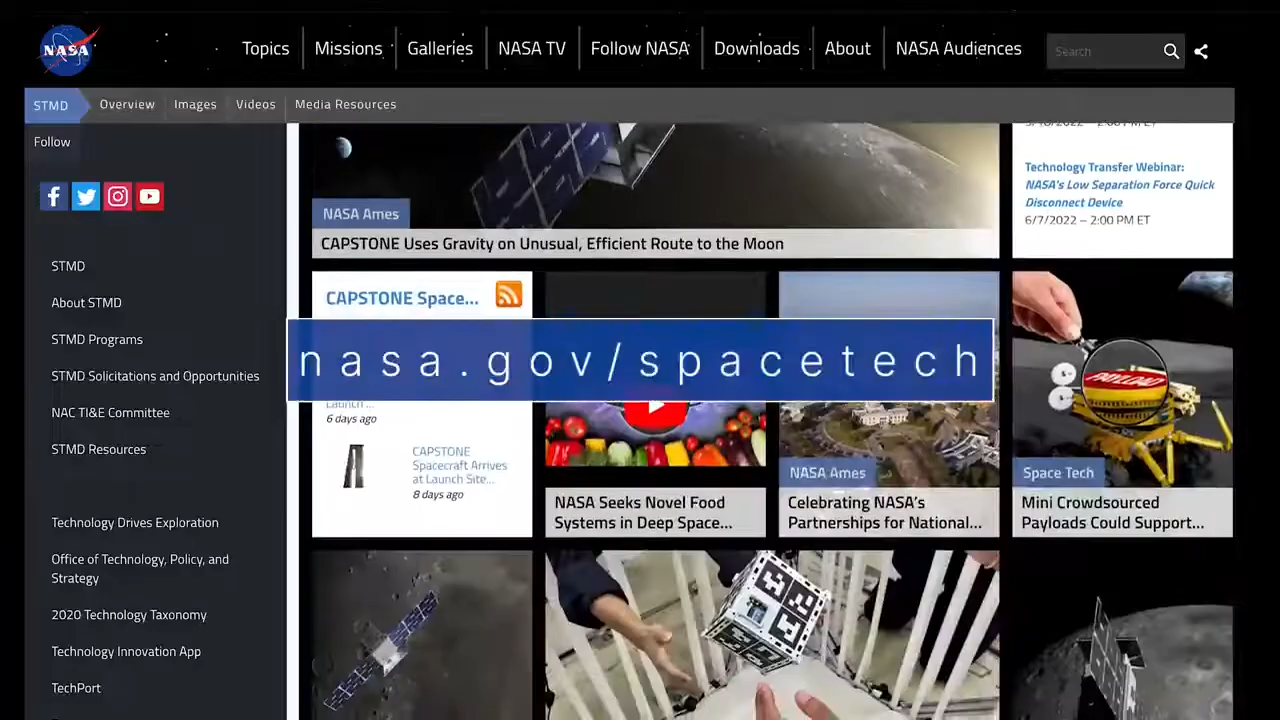 NASA
Topics
Missions
Galleries
NASA TV
Follow NASA
Downloads
About
NASA Audiences
Search
STMD
Overview
Images
Videos
Media Resources
Follow
STMD
About STMD
STMD Programs
STMD Solicitations and Opportunities
NAC TI&E Committee
STMD Resources
Technology Drives Exploration
Office of Technology, Policy, and
Strategy
2020 Technology Taxonomy
Technology Innovation App
TechPort
NASA Ames
CAPSTONE Uses Gravity on Unusual, Efficient Route to the Moon
Technology Transfer Webinar:
NASA's Low Separation Force Quick
Disconnect Device
6/7/2022 – 2:00 PM ET
CAPSTONE Space...
nasa.gov/spacetech
Launch ...
6 days ago
CAPSTONE
Spacecraft Arrives
at Launch Site...
8 days ago
NASA Seeks Novel Food
Systems in Deep Space...
NASA Ames
Celebrating NASA's
Partnerships for National...
PAYLOAD
Space Tech
Mini Crowdsourced
Payloads Could Support...